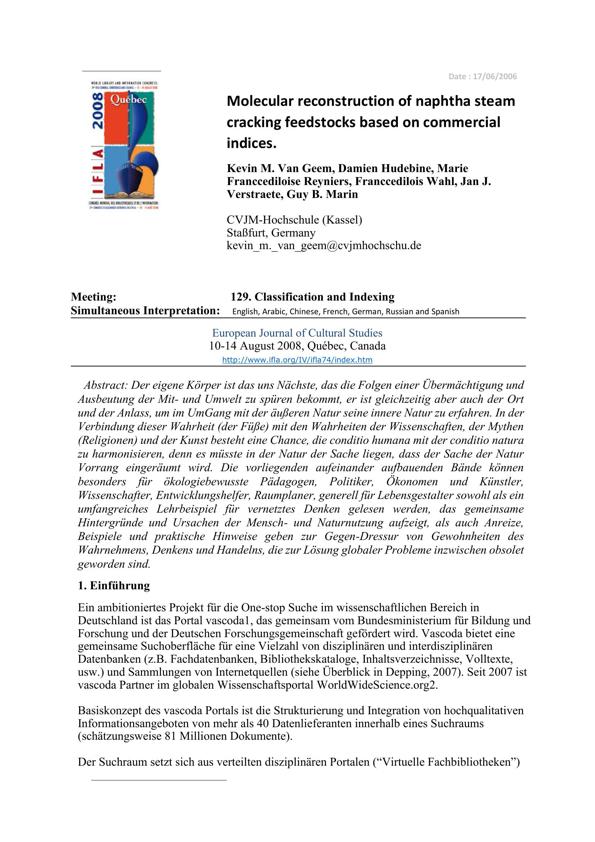 Date : 17/06/2006
WORLD LIBRARY AND INFORMATION CONGRESS:
IFLA 2008
Québec
Molecular reconstruction of naphtha steam
cracking feedstocks based on commercial
indices.
Kevin M. Van Geem, Damien Hudebine, Marie
Franccediloise Reyniers, Franccedilois Wahl, Jan J.
Verstraete, Guy B. Marin
CVJM-Hochschule (Kassel)
Staßfurt, Germany
kevin_m._van_geem@cvjmhochschu.de
Meeting: 129. Classification and Indexing
Simultaneous Interpretation: English, Arabic, Chinese, French, German, Russian and Spanish
European Journal of Cultural Studies
10-14 August 2008, Québec, Canada
http://www.ifla.org/IV/ifla74/index.htm
Abstract: Der eigene Körper ist das uns Nächste, das die Folgen einer Übermächtigung und
Ausbeutung der Mit- und Umwelt zu spüren bekommt, er ist gleichzeitig aber auch der Ort
und der Anlass, um im UmGang mit der äußeren Natur seine innere Natur zu erfahren. In der
Verbindung dieser Wahrheit (der Füße) mit den Wahrheiten der Wissenschaften, der Mythen
(Religionen) und der Kunst besteht eine Chance, die conditio humana mit der conditio natura
zu harmonisieren, denn es müsste in der Natur der Sache liegen, dass der Sache der Natur
Vorrang eingeräumt wird. Die vorliegenden aufeinander aufbauenden Bände können
besonders für ökologiebewusste Pädagogen, Politiker, Ökonomen und Künstler,
Wissenschafter, Entwicklungshelfer, Raumplaner, generell für Lebensgestalter sowohl als ein
umfangreiches Lehrbeispiel für vernetztes Denken gelesen werden, das gemeinsame
Hintergründe und Ursachen der Mensch- und Naturnutzung aufzeigt, als auch Anreize,
Beispiele und praktische Hinweise geben zur Gegen-Dressur von Gewohnheiten des
Wahrnehmens, Denkens und Handelns, die zur Lösung globaler Probleme inzwischen obsolet
geworden sind.
1. Einführung
Ein ambitioniertes Projekt für die One-stop Suche im wissenschaftlichen Bereich in
Deutschland ist das Portal vascoda1, das gemeinsam vom Bundesministerium für Bildung und
Forschung und der Deutschen Forschungsgemeinschaft gefördert wird. Vascoda bietet eine
gemeinsame Suchoberfläche für eine Vielzahl von disziplinären und interdisziplinären
Datenbanken (z.B. Fachdatenbanken, Bibliothekskataloge, Inhaltsverzeichnisse, Volltexte,
usw.) und Sammlungen von Internetquellen (siehe Überblick in Depping, 2007). Seit 2007 ist
vascoda Partner im globalen Wissenschaftsportal WorldWideScience.org2.
Basiskonzept des vascoda Portals ist die Strukturierung und Integration von hochqualitativen
Informationsangeboten von mehr als 40 Datenlieferanten innerhalb eines Suchraums
(schätzungsweise 81 Millionen Dokumente).
Der Suchraum setzt sich aus verteilten disziplinären Portalen (“Virtuelle Fachbibliotheken”)